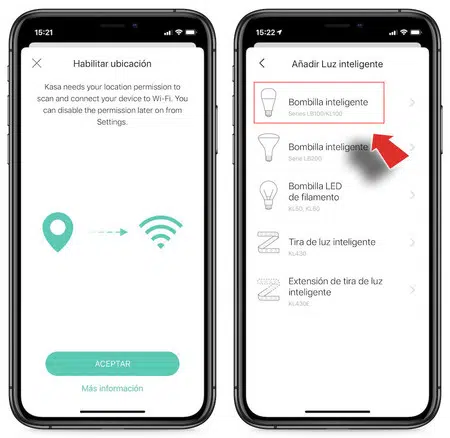 15:21
Habilitar ubicación
Kasa needs your location permission to
scan and connect your device to Wi-Fi. You
can disable the permission later on from
Settings.
ACEPTAR
Más información
15:22
Añadir Luz inteligente
Bombilla inteligente
Series LB100/KL100
Bombilla inteligente
Serie LB200
Bombilla LED
de filamento
KL50, KL60
Tira de luz inteligente
KL430
Extensión de tira de luz
inteligente
KL430E